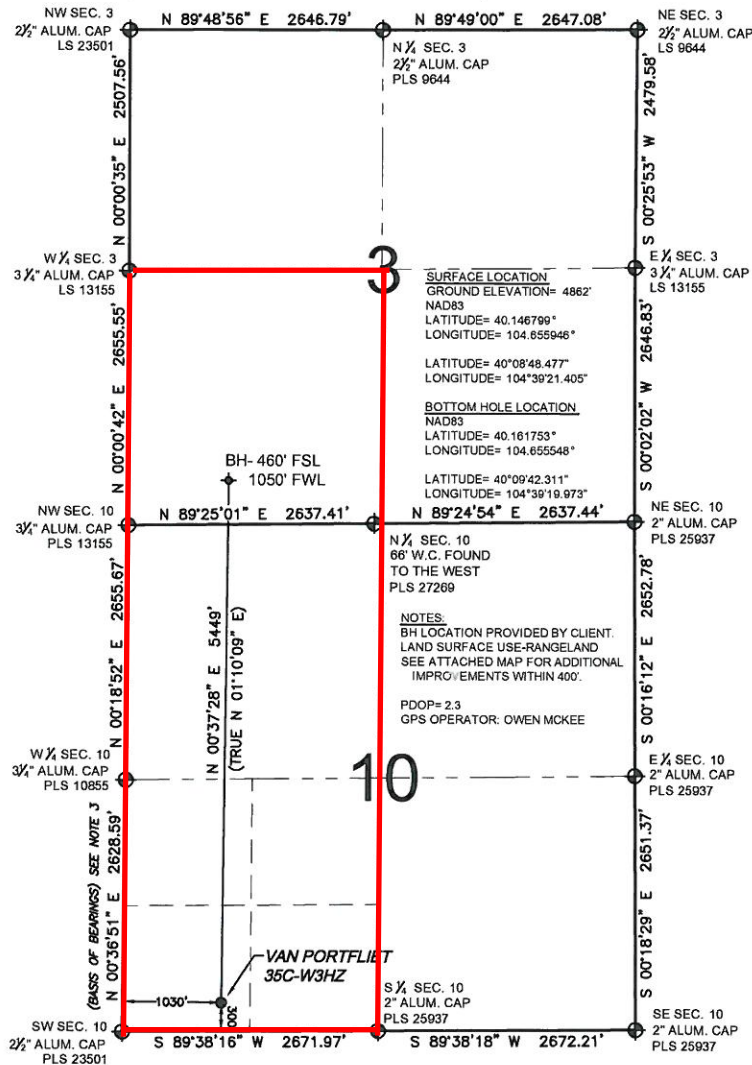 NW SEC. 3
2½" ALUM. CAP
LS 23501
N 89°48'56" E 2646.79'
N 89°49'00" E 2647.08'
NE SEC. 3
2½" ALUM. CAP
LS 9644
N ¼ SEC. 3
2½" ALUM. CAP
PLS 9644
N 00°00'35" E 2507.56'
S 00°25'53" W 2479.58'
W ¼ SEC. 3
3¼" ALUM. CAP
LS 13155
3
E ¼ SEC. 3
3¼" ALUM. CAP
LS 13155
SURFACE LOCATION
GROUND ELEVATION= 4862'
NAD83
LATITUDE= 40.146799°
LONGITUDE= 104.655946°
LATITUDE= 40°08'48.477"
LONGITUDE= 104°39'21.405"
BOTTOM HOLE LOCATION
NAD83
LATITUDE= 40.161753°
LONGITUDE= 104.655548°
LATITUDE= 40°09'42.311"
LONGITUDE= 104°39'19.973"
N 00°00'42" E 2655.55'
S 00°02'02" W 2646.83'
BH- 460' FSL
1050' FWL
NW SEC. 10
3¼" ALUM. CAP
PLS 13155
N 89°25'01" E 2637.41'
N 89°24'54" E 2637.44'
NE SEC. 10
2" ALUM. CAP
PLS 25937
N ¼ SEC. 10
66' W.C. FOUND
TO THE WEST
PLS 27269
NOTES:
BH LOCATION PROVIDED BY CLIENT.
LAND SURFACE USE-RANGELAND
SEE ATTACHED MAP FOR ADDITIONAL
IMPROVEMENTS WITHIN 400'.
PDOP= 2.3
GPS OPERATOR: OWEN MCKEE
N 00°18'52" E 2655.67'
N 00°37'28" E 5449'
(TRUE N 01°10'09" E)
S 00°16'12" E 2652.78'
W ¼ SEC. 10
3¼" ALUM. CAP
PLS 10855
10
E ¼ SEC. 10
2" ALUM. CAP
PLS 25937
(BASIS OF BEARINGS) SEE NOTE 3
N 00°36'51" E 2628.59'
S 00°18'29" E 2651.37'
VAN PORTFLIET
35C-W3HZ
1030'
300'
S ¼ SEC. 10
2" ALUM. CAP
PLS 25937
SW SEC. 10
2½" ALUM. CAP
PLS 23501
S 89°38'16" W 2671.97'
S 89°38'18" W 2672.21'
SE SEC. 10
2" ALUM. CAP
PLS 25937